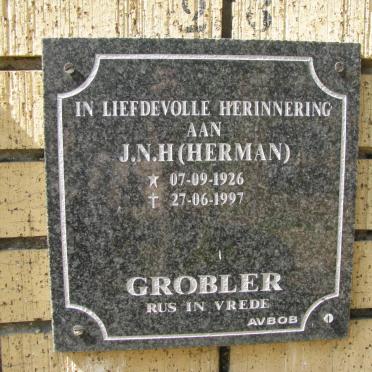 IN LIEFDEVOLLE HERINNERING
AAN
J.N.H (HERMAN)
07-09-1926
27-06-1997
GROBLER
RUS IN VREDE
AVBOB